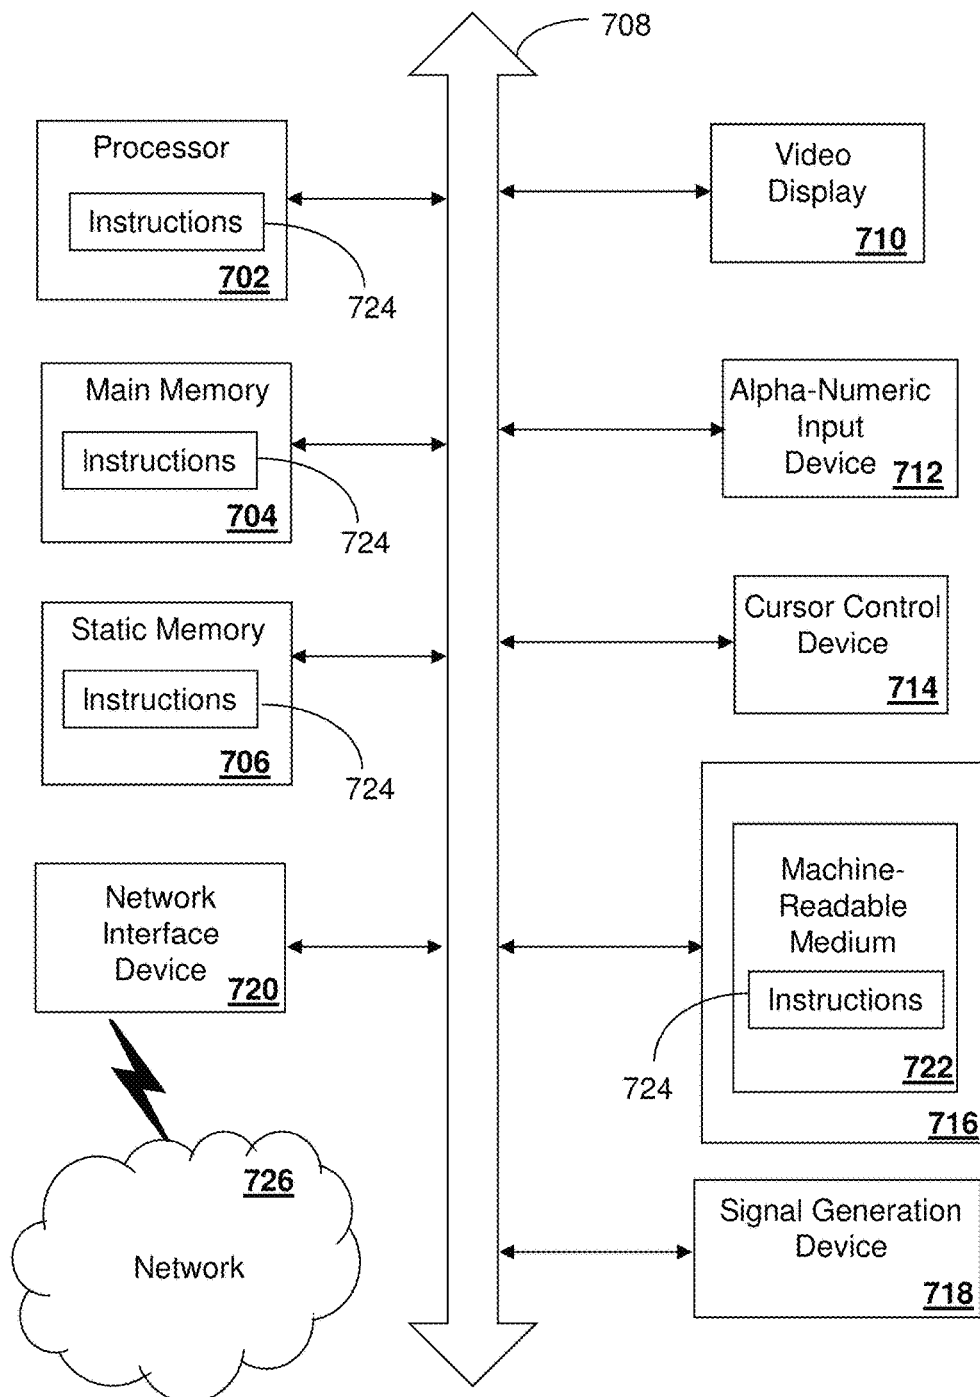 708
Processor
Instructions
702
724
Main Memory
Instructions
704
724
Static Memory
Instructions
706
724
Network
Interface
Device
720
726
Network
Video
Display
710
Alpha-Numeric
Input
Device
712
Cursor Control
Device
714
Machine-
Readable
Medium
Instructions
722
724
716
Signal Generation
Device
718